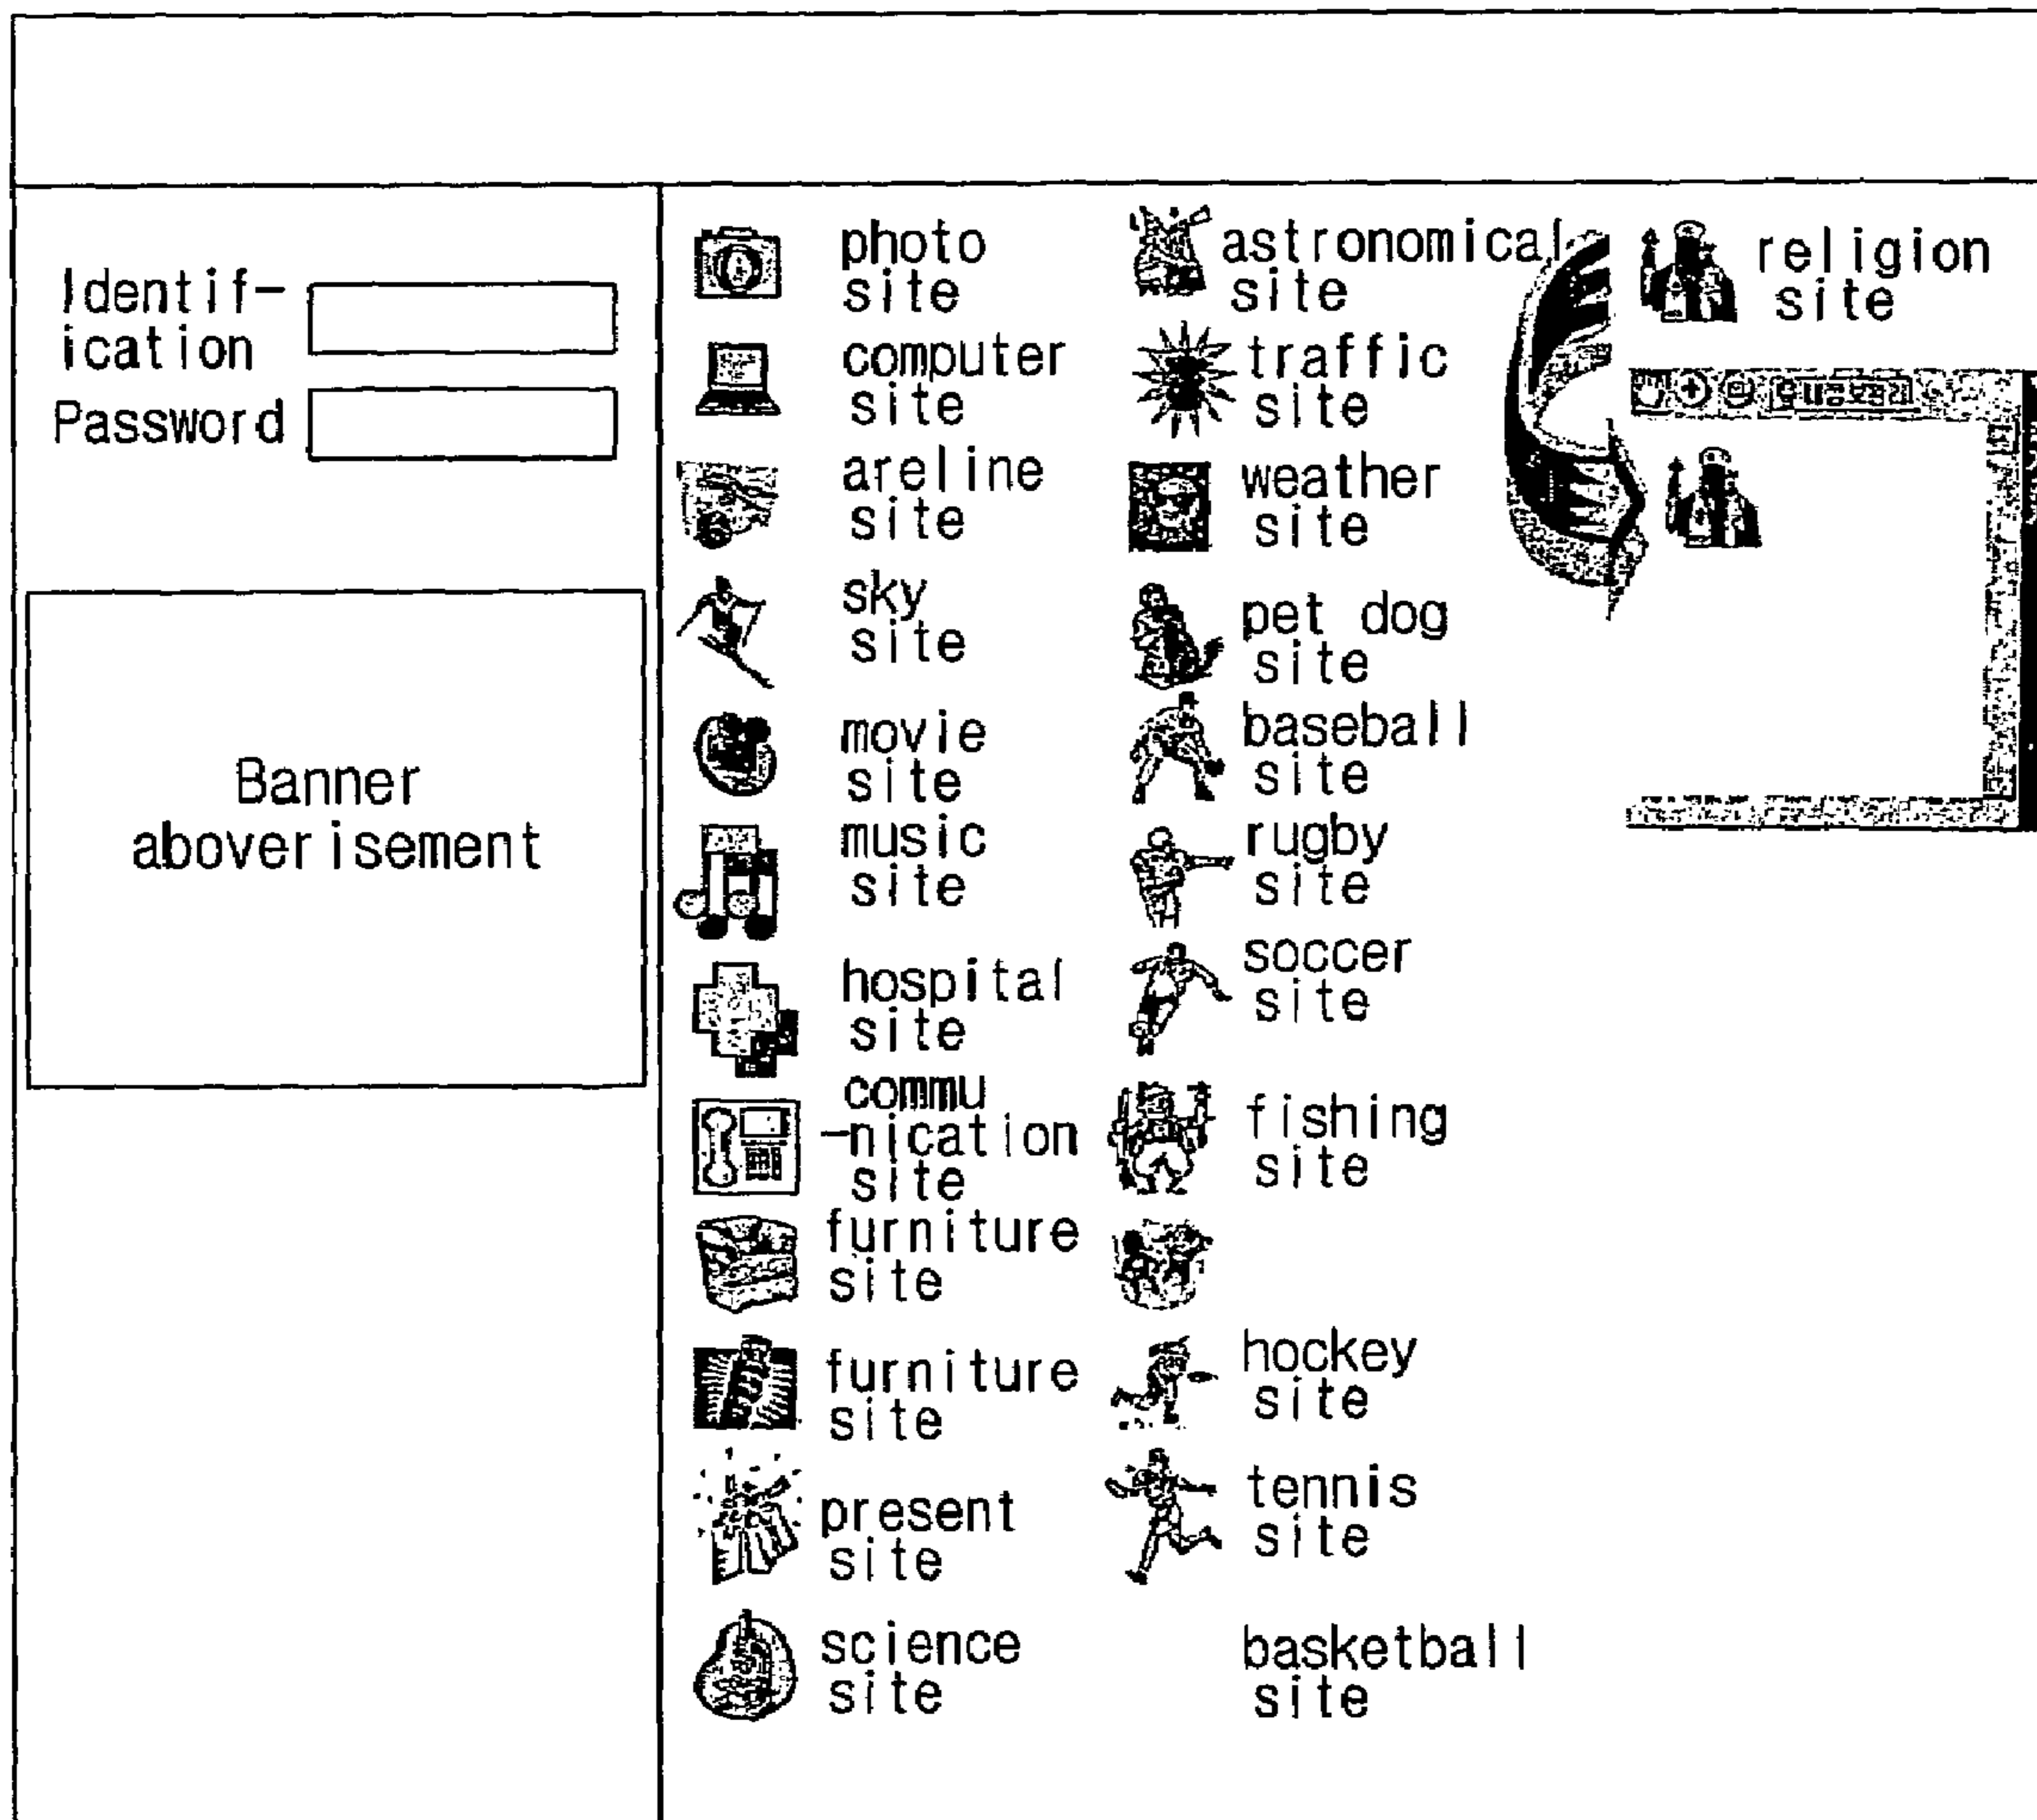 Identif-
ication
Password
Banner
aboverisement
photo
site
computer
site
areline
site
sky
site
movie
site
music
site
hospital
site
commu
-nication
site
furniture
site
furniture
site
present
site
science
site
astronomical
site
traffic
site
weather
site
pet dog
site
baseball
site
rugby
site
soccer
site
fishing
site
hockey
site
tennis
site
basketball
site
religion
site